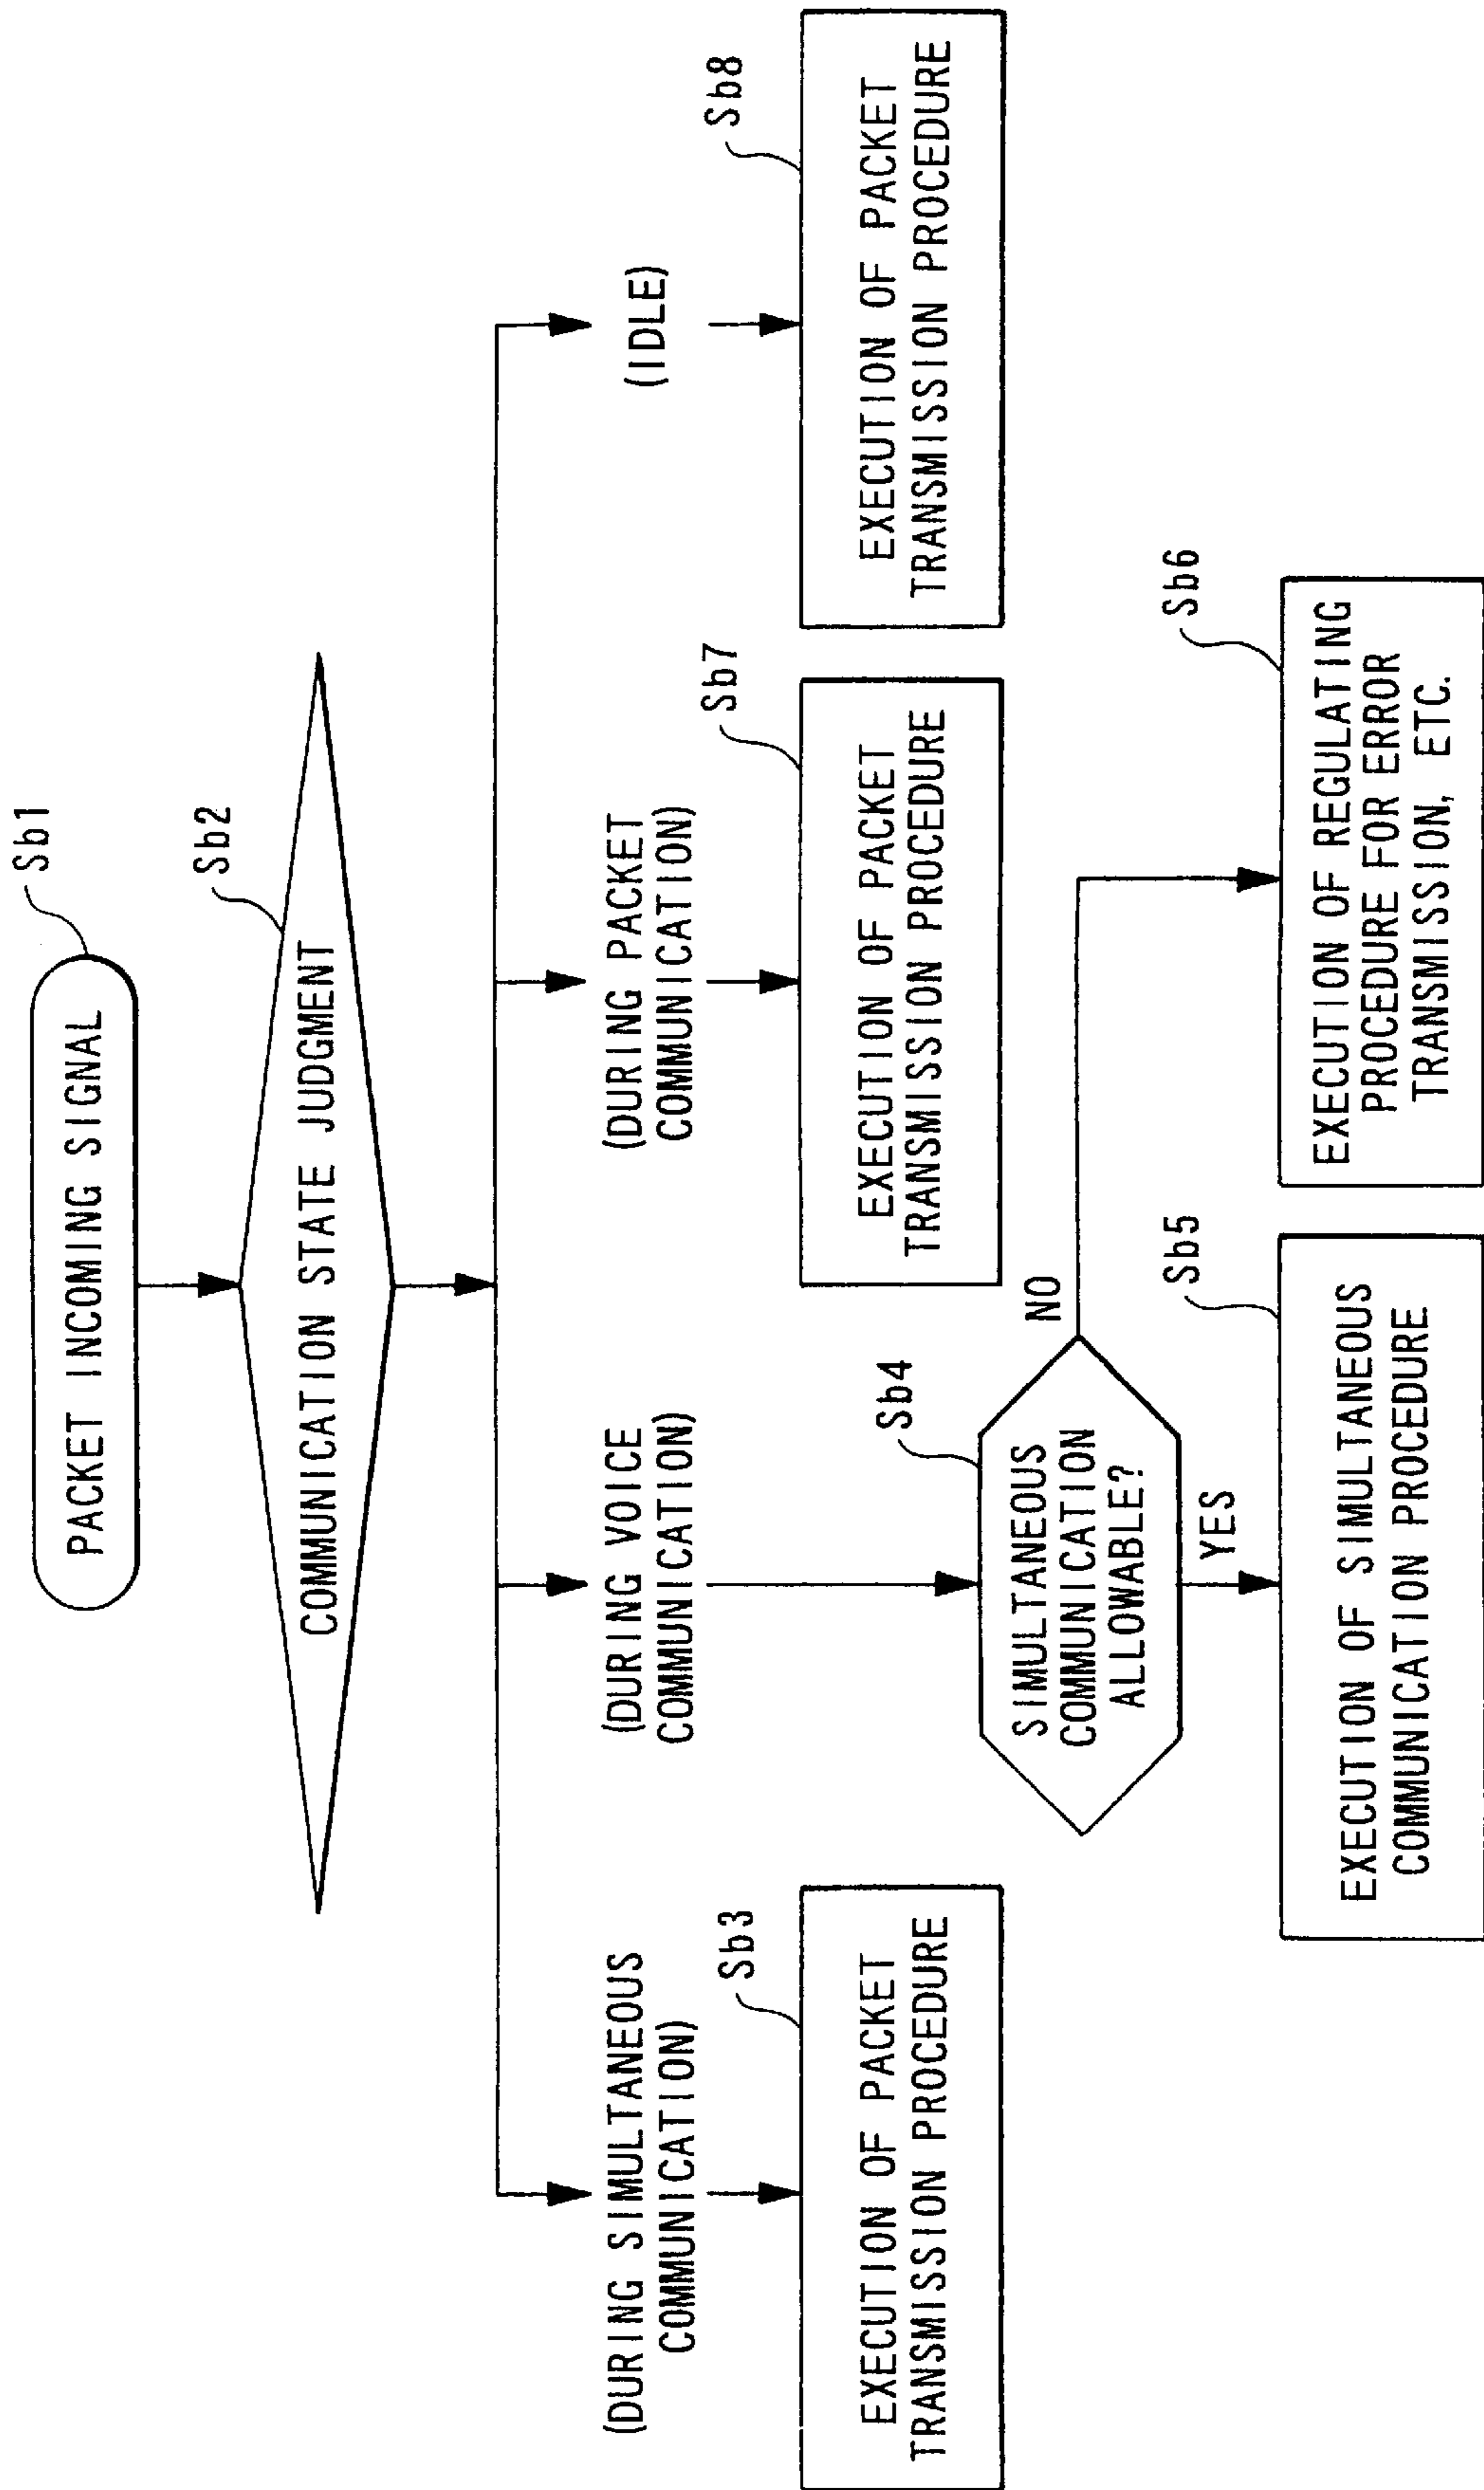 Sb1
PACKET INCOMING SIGNAL
Sb2
COMMUNICATION STATE JUDGMENT
(DURING SIMULTANEOUS
COMMUNICATION)
Sb3
EXECUTION OF PACKET
TRANSMISSION PROCEDURE
(DURING VOICE
COMMUNICATION)
Sb4
SIMULTANEOUS
COMMUNICATION
ALLOWABLE?
NO
YES
Sb5
EXECUTION OF SIMULTANEOUS
COMMUNICATION PROCEDURE
Sb6
EXECUTION OF REGULATING
PROCEDURE FOR ERROR
TRANSMISSION, ETC.
(DURING PACKET
COMMUNICATION)
Sb7
EXECUTION OF PACKET
TRANSMISSION PROCEDURE
(IDLE)
Sb8
EXECUTION OF PACKET
TRANSMISSION PROCEDURE